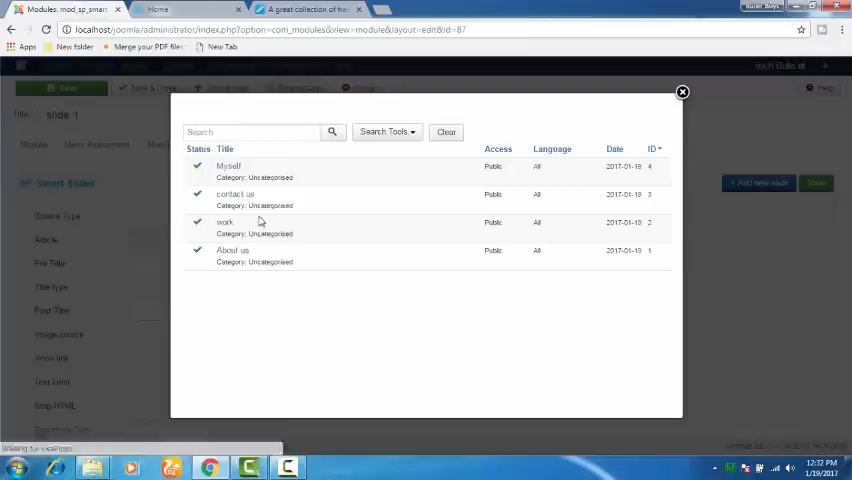 Modules: mod_sp_smar
Home
A great collection of free
Butler Boys
localhost/joomla/administrator/index.php?option=com_modules&view=module&layout=edit&id=87
Apps
New folder
Merge your PDF files
New Tab
Save
Save & Close
Help
Title
slide 1
Search
Search Tools
Clear
Status
Title
Access
Language
Date
ID
Myself
Category: Uncategorised
Public
All
2017-01-19
4
contact us
Category: Uncategorised
Public
All
2017-01-19
3
work
Category: Uncategorised
Public
All
2017-01-19
2
About us
Category: Uncategorised
Public
All
2017-01-19
1
Module
Menu Assignment
SP Smart Slider
+ Add new slide
Save
Source Type
Article
Pre Title
Title type
Post Title
Image source
Show link
Text Limit
Strip HTML
12:32 PM
1/19/2017